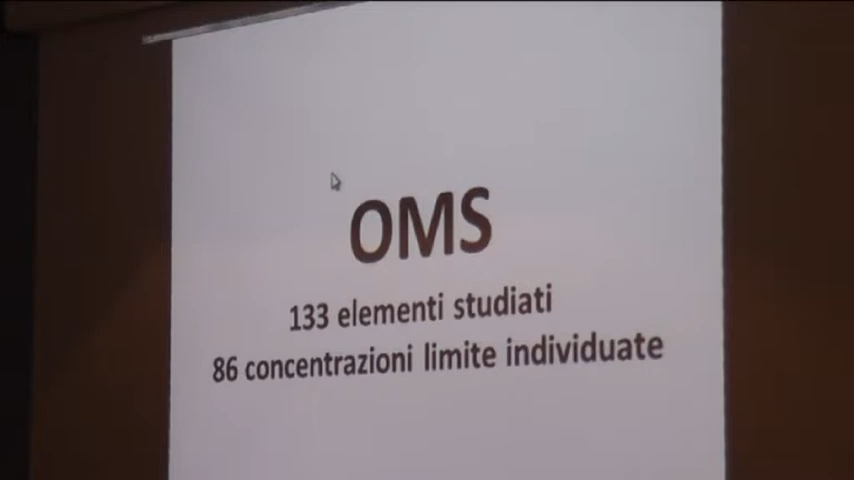 OMS
133 elementi studiati
86 concentrazioni limite individuate